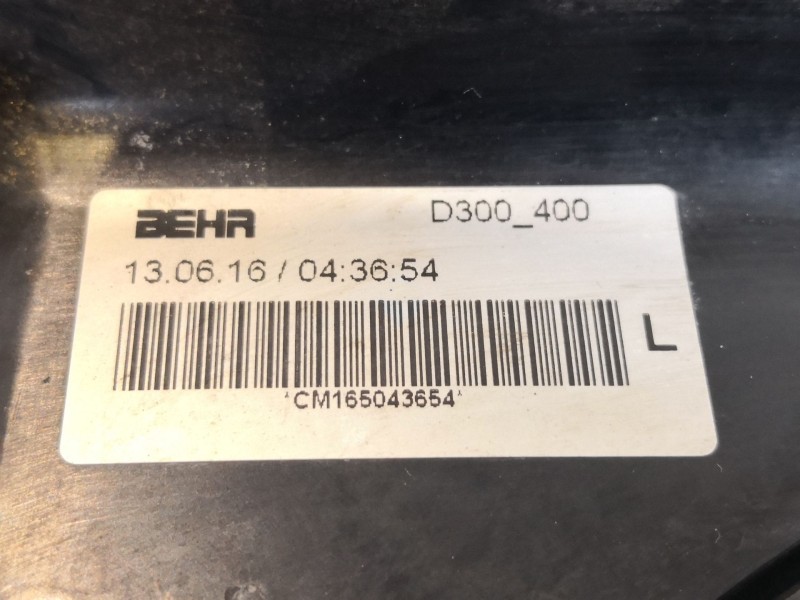 BEHR D300_400
13.06.16 / 04:36:54
L
*CM165043654*